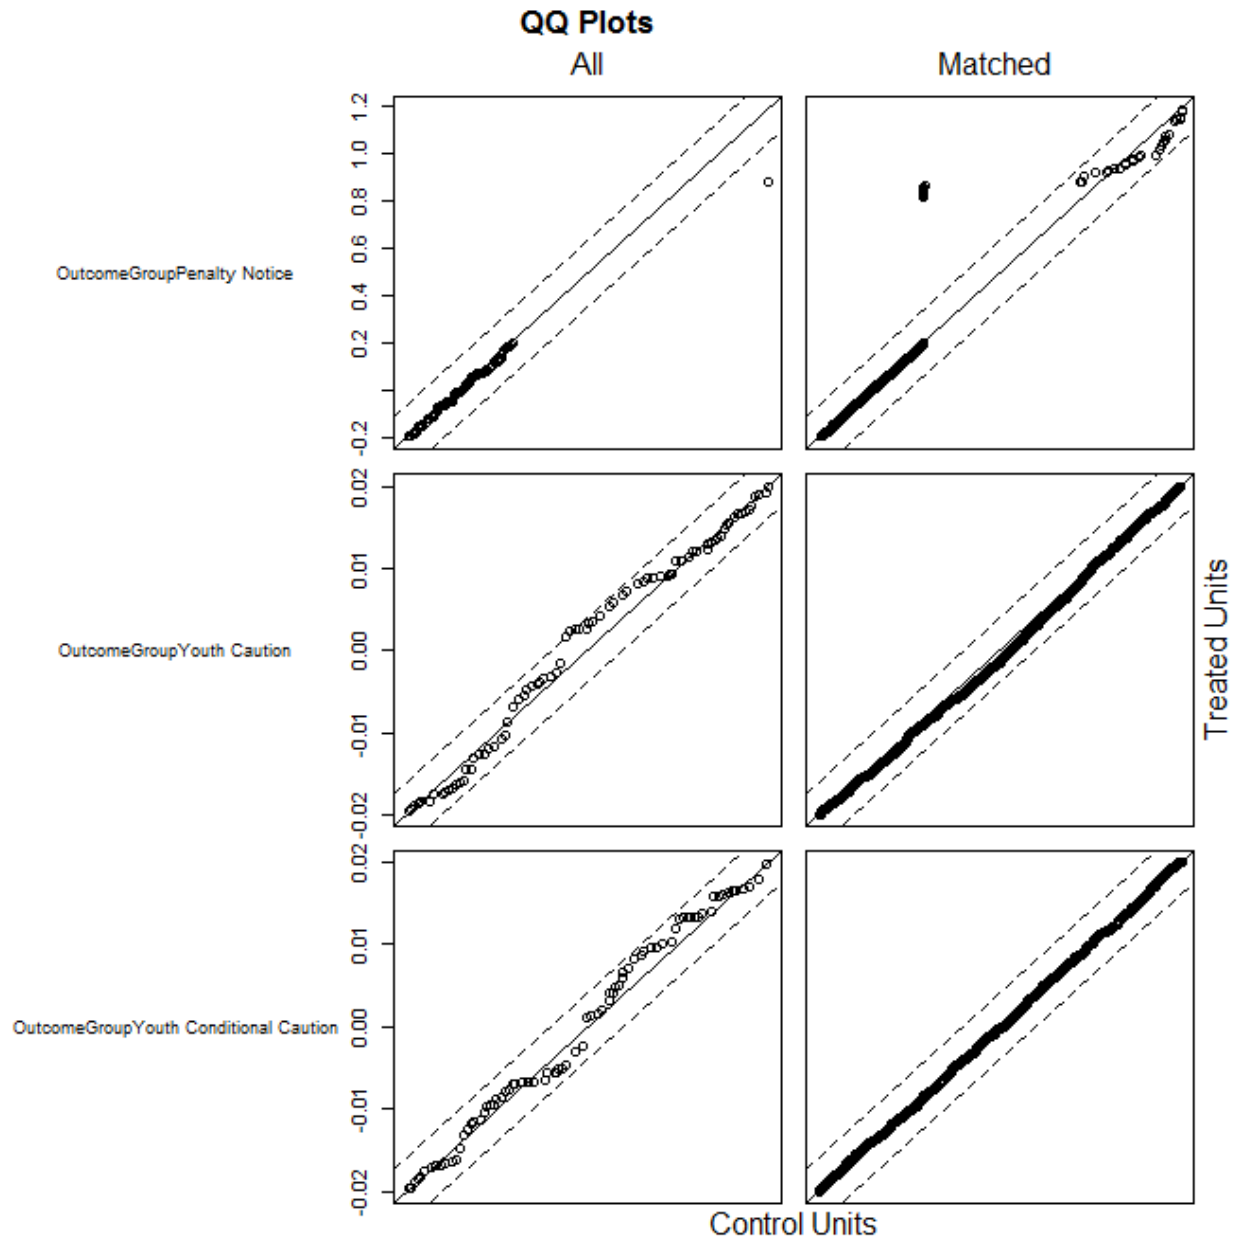 QQ Plots
All Matched
OutcomeGroupPenalty Notice
1.2
1.0
0.8
0.6
0.4
0.2
-0.2
OutcomeGroupYouth Caution
0.02
0.01
0.00
-0.01
-0.02
Treated Units
OutcomeGroupYouth Conditional Caution
0.02
0.01
0.00
-0.01
-0.02
Control Units